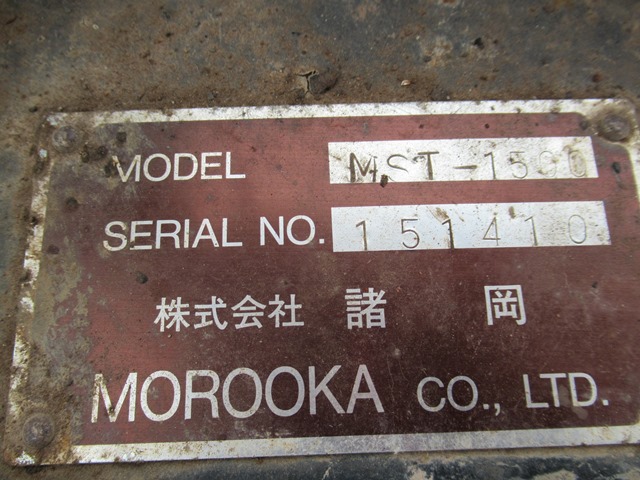 MODEL MST-1500
SERIAL NO. 151410
株式会社 諸岡
MOROOKA CO., LTD.